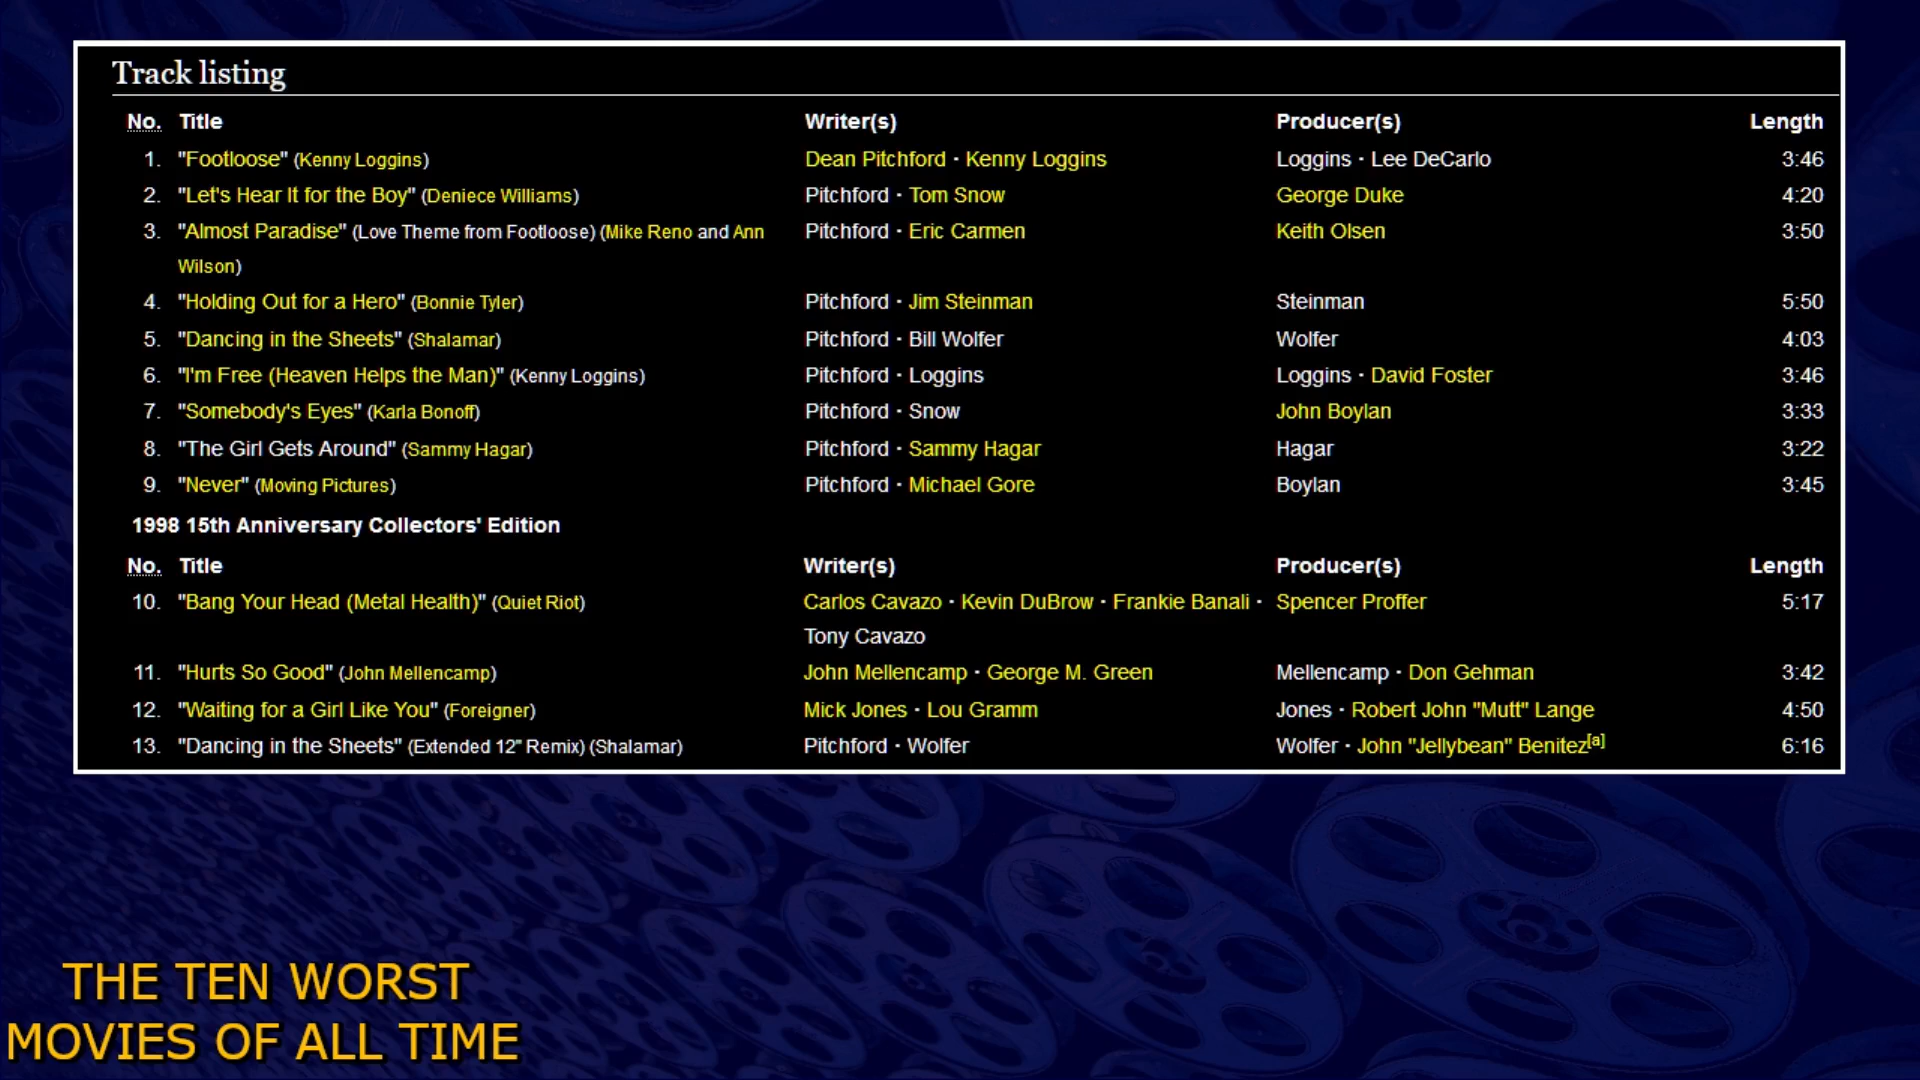 Track listing
No. Title Writer(s) Producer(s) Length
1. "Footloose" (Kenny Loggins) Dean Pitchford · Kenny Loggins Loggins · Lee DeCarlo 3:46
2. "Let's Hear It for the Boy" (Deniece Williams) Pitchford · Tom Snow George Duke 4:20
3. "Almost Paradise" (Love Theme from Footloose) (Mike Reno and Ann Pitchford · Eric Carmen Keith Olsen 3:50
Wilson)
4. "Holding Out for a Hero" (Bonnie Tyler) Pitchford · Jim Steinman Steinman 5:50
5. "Dancing in the Sheets" (Shalamar) Pitchford · Bill Wolfer Wolfer 4:03
6. "I'm Free (Heaven Helps the Man)" (Kenny Loggins) Pitchford · Loggins Loggins · David Foster 3:46
7. "Somebody's Eyes" (Karla Bonoff) Pitchford · Snow John Boylan 3:33
8. "The Girl Gets Around" (Sammy Hagar) Pitchford · Sammy Hagar Hagar 3:22
9. "Never" (Moving Pictures) Pitchford · Michael Gore Boylan 3:45
1998 15th Anniversary Collectors' Edition
No. Title Writer(s) Producer(s) Length
10. "Bang Your Head (Metal Health)" (Quiet Riot) Carlos Cavazo · Kevin DuBrow · Frankie Banali · Spencer Proffer 5:17
Tony Cavazo
11. "Hurts So Good" (John Mellencamp) John Mellencamp · George M. Green Mellencamp · Don Gehman 3:42
12. "Waiting for a Girl Like You" (Foreigner) Mick Jones · Lou Gramm Jones · Robert John "Mutt" Lange 4:50
13. "Dancing in the Sheets" (Extended 12" Remix) (Shalamar) Pitchford · Wolfer Wolfer · John "Jellybean" Benitez[a] 6:16
THE TEN WORST
MOVIES OF ALL TIME